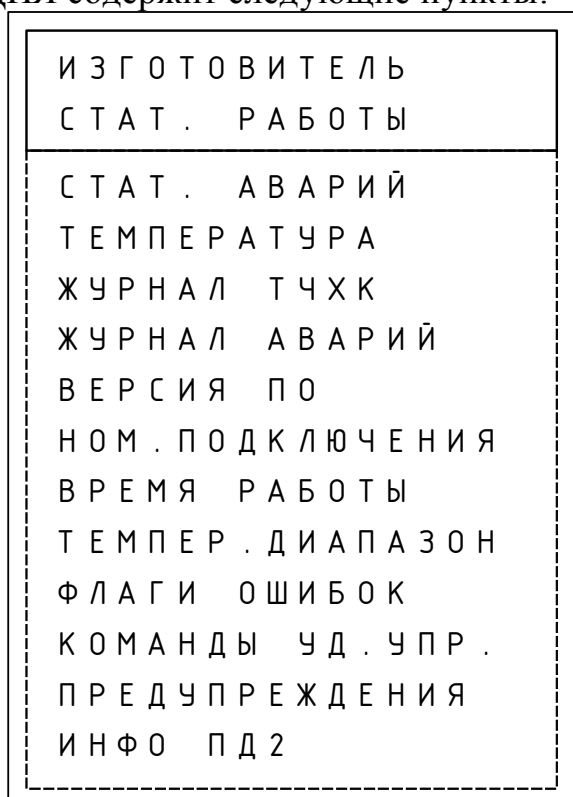 содержит следующие пункты:
ИЗГОТОВИТЕЛЬ
СТАТ. РАБОТЫ
СТАТ. АВАРИЙ
ТЕМПЕРАТУРА
ЖУРНАЛ ТЧХК
ЖУРНАЛ АВАРИЙ
ВЕРСИЯ ПО
НОМ.ПОДКЛЮЧЕНИЯ
ВРЕМЯ РАБОТЫ
ТЕМПЕР.ДИАПАЗОН
ФЛАГИ ОШИБОК
КОМАНДЫ УД.УПР.
ПРЕДУПРЕЖДЕНИЯ
ИНФО ПД2